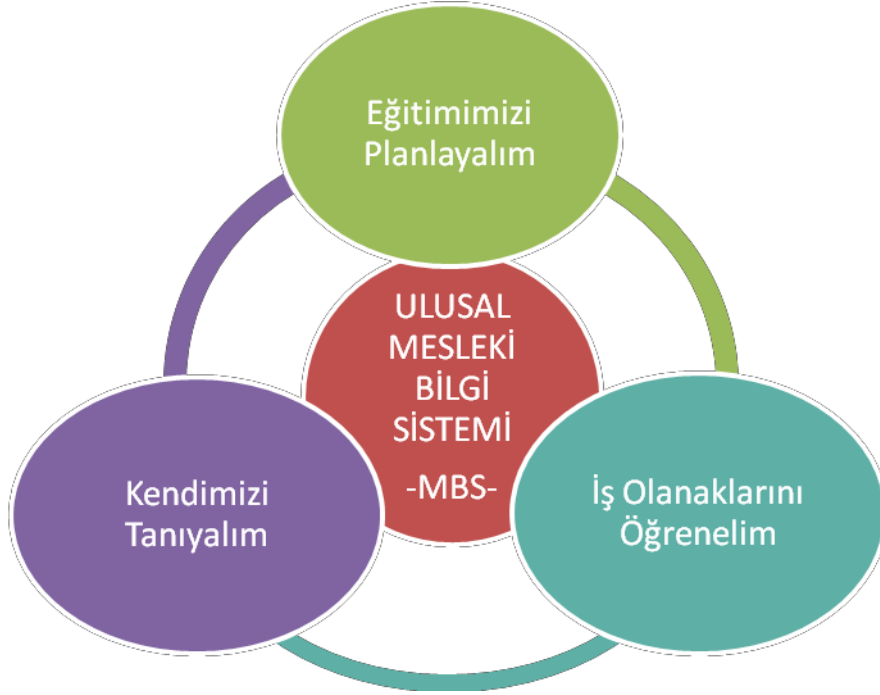 Eğitimimizi
Planlayalım
ULUSAL
MESLEKİ
BİLGİ
SİSTEMİ
-MBS-
Kendimizi
Tanıyalım
İş Olanaklarını
Öğrenelim